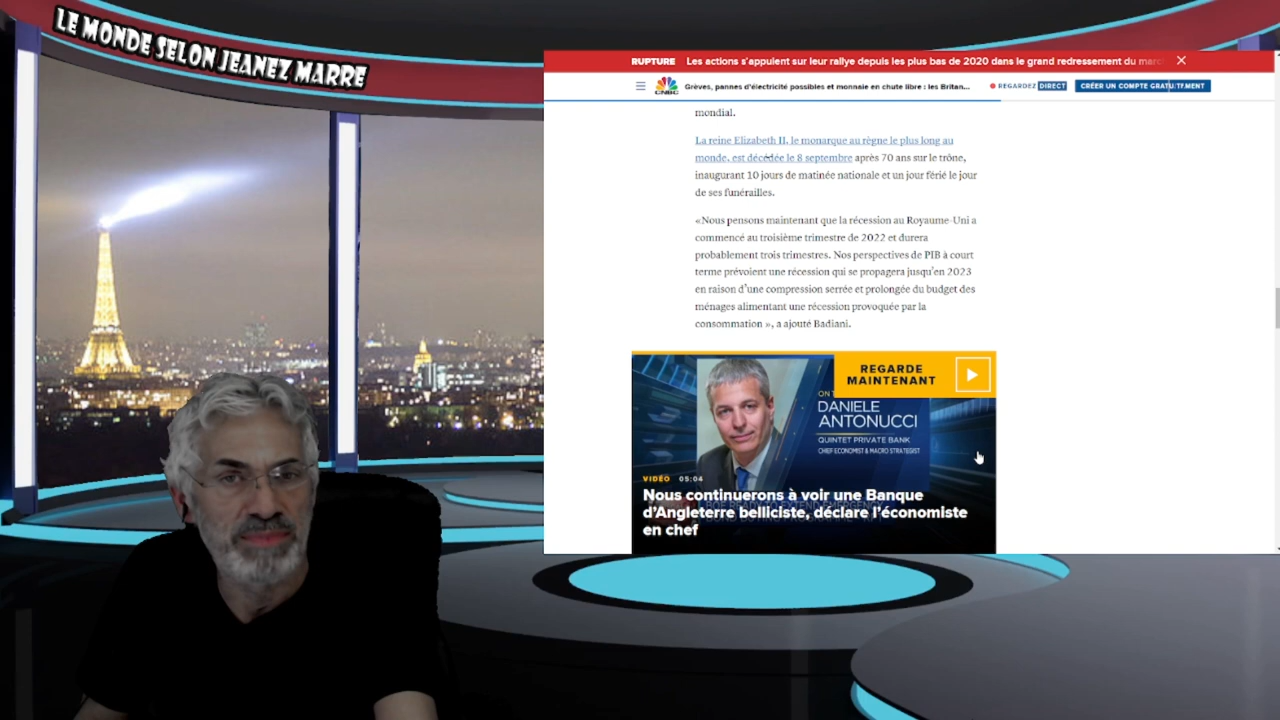 LE MONDE SELON JEANEZ MARRE
RUPTURE Les actions s'appuient sur leur rallye depuis les plus bas de 2020 dans le grand redressement du marc
CNBC Grèves, pannes d'électricité possibles et monnaie en chute libre : les Britan...
REGARDEZ DIRECT
CRÉER UN COMPTE GRATUITEMENT
mondial.
La reine Elizabeth II, le monarque au règne le plus long au
monde, est décédée le 8 septembre après 70 ans sur le trône,
inaugurant 10 jours de matinée nationale et un jour férié le jour
de ses funérailles.
«Nous pensons maintenant que la récession au Royaume-Uni a
commencé au troisième trimestre de 2022 et durera
probablement trois trimestres. Nos perspectives de PIB à court
terme prévoient une récession qui se propagera jusqu'en 2023
en raison d'une compression serrée et prolongée du budget des
ménages alimentant une récession provoquée par la
consommation », a ajouté Badiani.
REGARDE
MAINTENANT
ON T
DANIELE
ANTONUCCI
QUINTET PRIVATE BANK
CHIEF ECONOMIST & MACRO STRATEGIST
VIDÉO 05:04
Nous continuerons à voir une Banque
d'Angleterre belliciste, déclare l'économiste
en chef